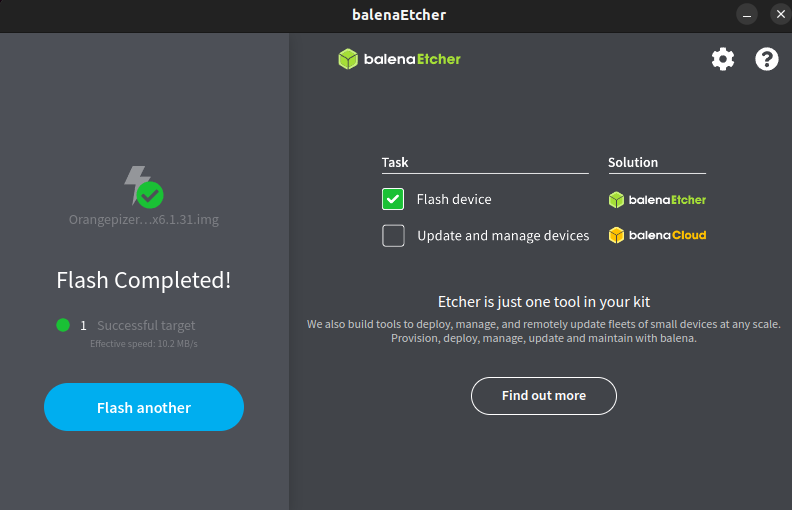 balenaEtcher
balenaEtcher
Task Solution
Flash device balenaEtcher
Update and manage devices balenaCloud
Orangepizer...x6.1.31.img
Flash Completed!
1 Successful target
Effective speed: 10.2 MB/s
Flash another
Etcher is just one tool in your kit
We also build tools to deploy, manage, and remotely update fleets of small devices at any scale.
Provision, deploy, manage, update and maintain with balena.
Find out more